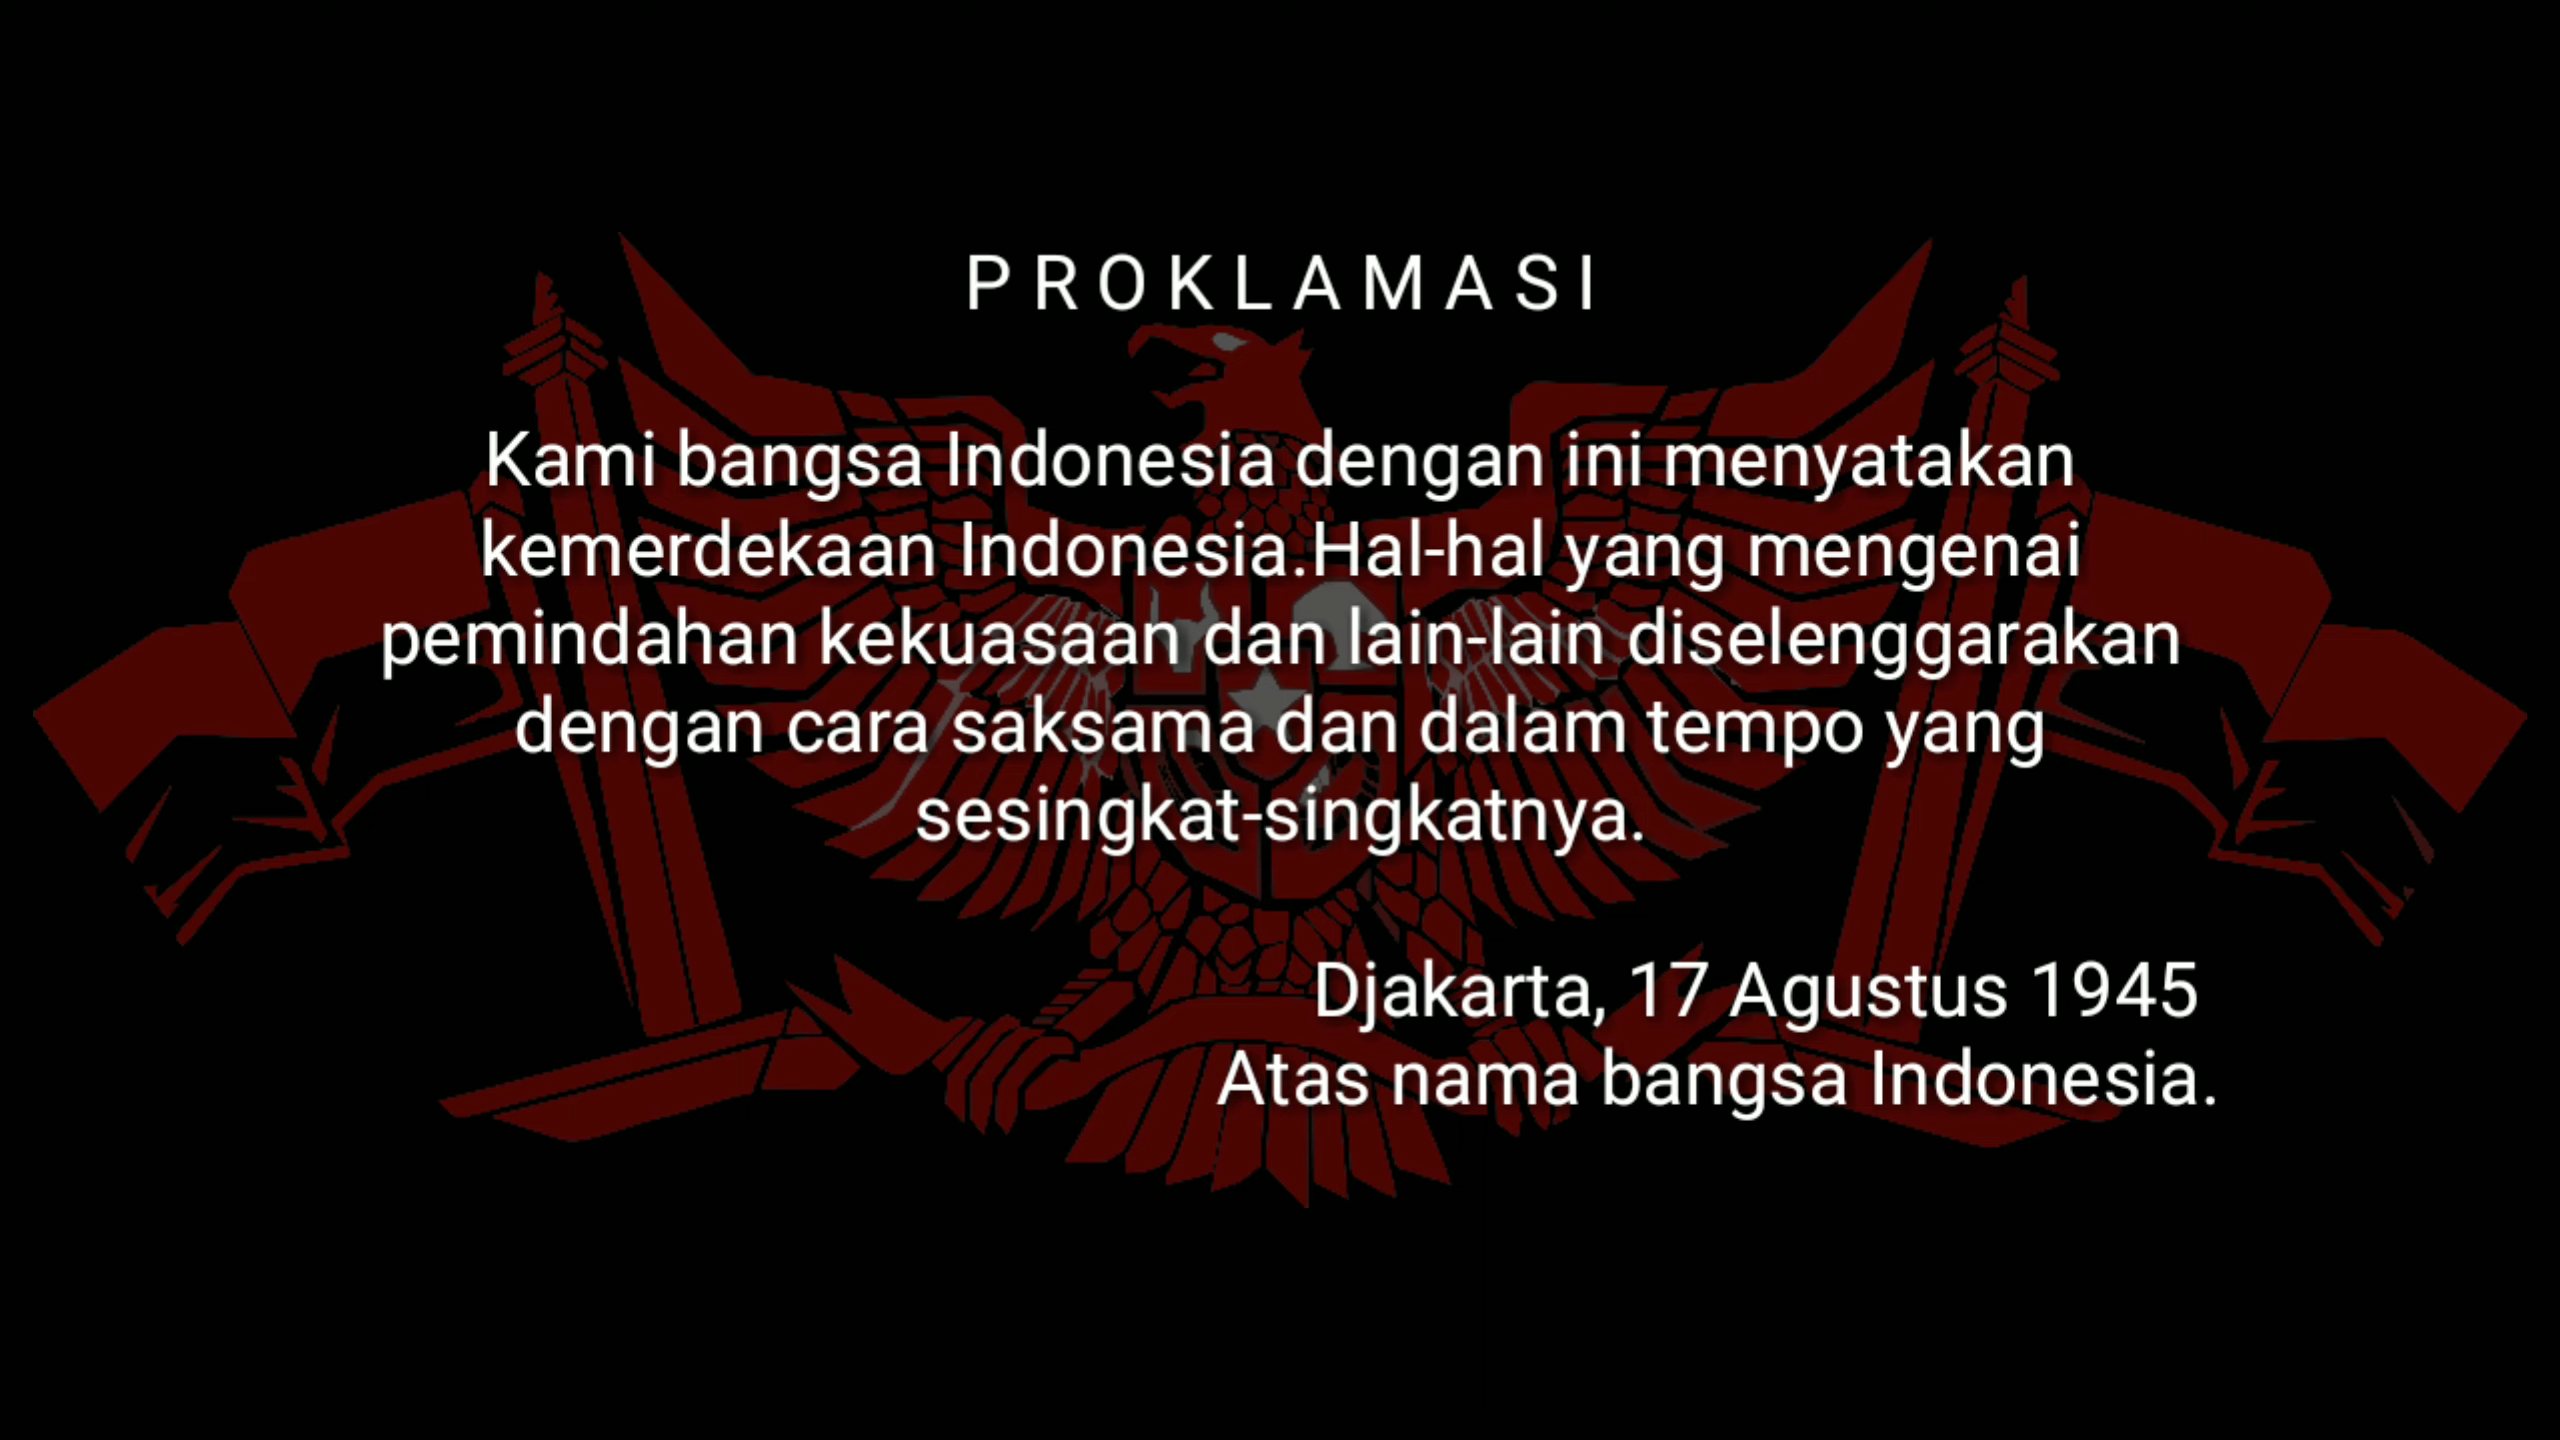 PROKLAMASI
Kami bangsa Indonesia dengan ini menyatakan
kemerdekaan Indonesia.Hal-hal yang mengenai
pemindahan kekuasaan dan lain-lain diselenggarakan
dengan cara saksama dan dalam tempo yang
sesingkat-singkatnya.
Djakarta, 17 Agustus 1945
Atas nama bangsa Indonesia.